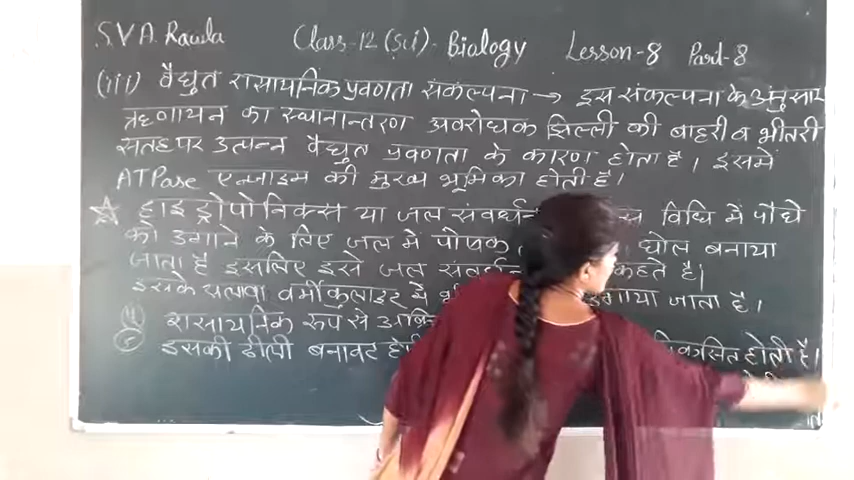 S.V.A. Rawla Class-12 (Sci). Biology Lesson-8 Part-8
(iii) वैद्युत रासायनिक प्रवणता संकल्पना → इस संकल्पना के अनुसार
ऋणायन का स्थानान्तरण अवरोधक झिल्ली की बाहरी व भीतरी
सतह पर उत्पन्न वैद्युत प्रवणता के कारण होता है। इसमें
ATPase एन्जाइम की मुख्य भूमिका होती है।
हाइड्रोपोनिक्स या जल संवर्धन विधि में पौधे
को उगाने के लिए जल में पोषक घोल बनाया
जाता है इसलिए इसे जल संवर्धन कहते है।
इसके अलावा वर्मीकुलाइट में उगाया जाता है।
(i) रासायनिक रूप से
इसकी ढीली बनावट विकसित होती है।